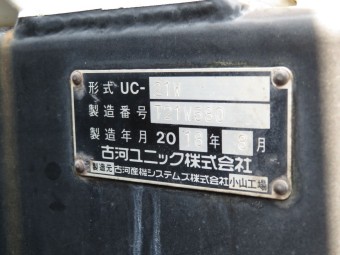 形式 UC-21W
製造番号
製造年月 20 年 月
古河ユニック株式会社
製造元 古河産機システムズ株式会社 小山工場